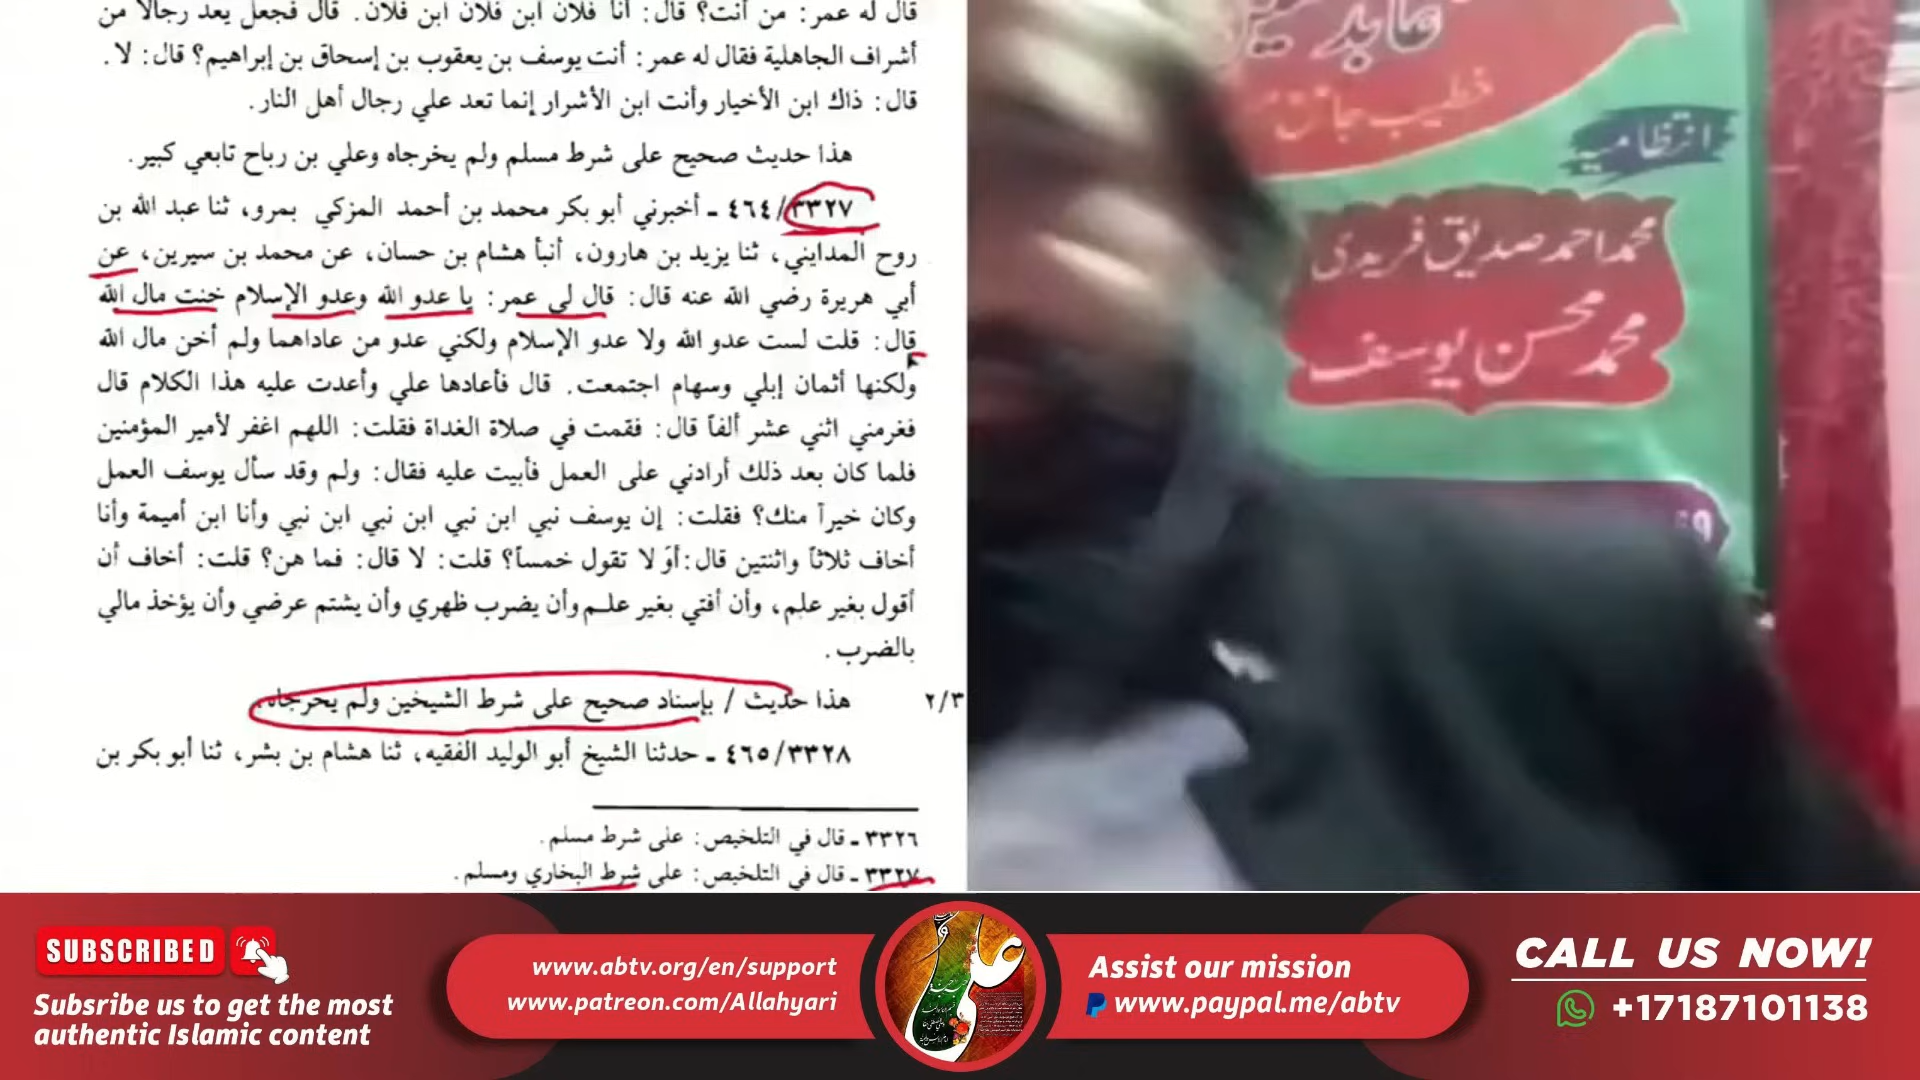 قال له عمر: من أنت؟ قال: أنا فلان ابن فلان ابن فلان. قال فجعل يعد رجالاً من
أشراف الجاهلية فقال له عمر: أنت يوسف بن يعقوب بن إسحاق بن إبراهيم؟ قال: لا.
قال: ذاك ابن الأخيار وأنت ابن الأشرار إنما تعد علي رجال أهل النار.
هذا حديث صحيح على شرط مسلم ولم يخرجاه وعلي بن رباح تابعي كبير.
٤٦٤/٣٣٢٧ ـ أخبرني أبو بكر محمد بن أحمد المزكي بمرو، ثنا عبد الله بن
روح المدايني، ثنا يزيد بن هارون، أنبأ هشام بن حسان، عن محمد بن سيرين، عن
أبي هريرة رضي الله عنه قال: قال لي عمر: يا عدو الله وعدو الإسلام خنت مال الله
قال: قلت لست عدو الله ولا عدو الإسلام ولكني عدو من عاداهما ولم أخن مال الله
ولكنها أثمان إبلي وسهام اجتمعت. قال فأعادها علي وأعدت عليه هذا الكلام قال
فغرمني اثني عشر ألفاً قال: فقمت في صلاة الغداة فقلت: اللهم اغفر لأمير المؤمنين
فلما كان بعد ذلك أرادني على العمل فأبيت عليه فقال: ولم وقد سأل يوسف العمل
وكان خيراً منك؟ فقلت: إن يوسف نبي ابن نبي ابن نبي ابن نبي وأنا ابن أميمة وأنا
أخاف ثلاثاً واثنتين قال: أوَ لا تقول خمساً؟ قلت: لا قال: فما هن؟ قلت: أخاف أن
أقول بغير علم، وأن أفتي بغير علم وأن يضرب ظهري وأن يشتم عرضي وأن يؤخذ مالي
بالضرب.
هذا حديث / بإسناد صحيح على شرط الشيخين ولم يخرجاه.
٢/٣
٤٦٥/٣٣٢٨ ـ حدثنا الشيخ أبو الوليد الفقيه، ثنا هشام بن بشر، ثنا أبو بكر بن
٣٣٢٦ ـ قال في التلخيص: على شرط مسلم.
٣٣٢٧ ـ قال في التلخيص: على شرط البخاري ومسلم.
عابد
خطیب جامع
انتظامیہ
محمد احمد صدیق فریدی
محمد محسن یوسف
SUBSCRIBED
Subsribe us to get the most
authentic Islamic content
www.abtv.org/en/support
www.patreon.com/Allahyari
Assist our mission
www.paypal.me/abtv
CALL US NOW!
+17187101138